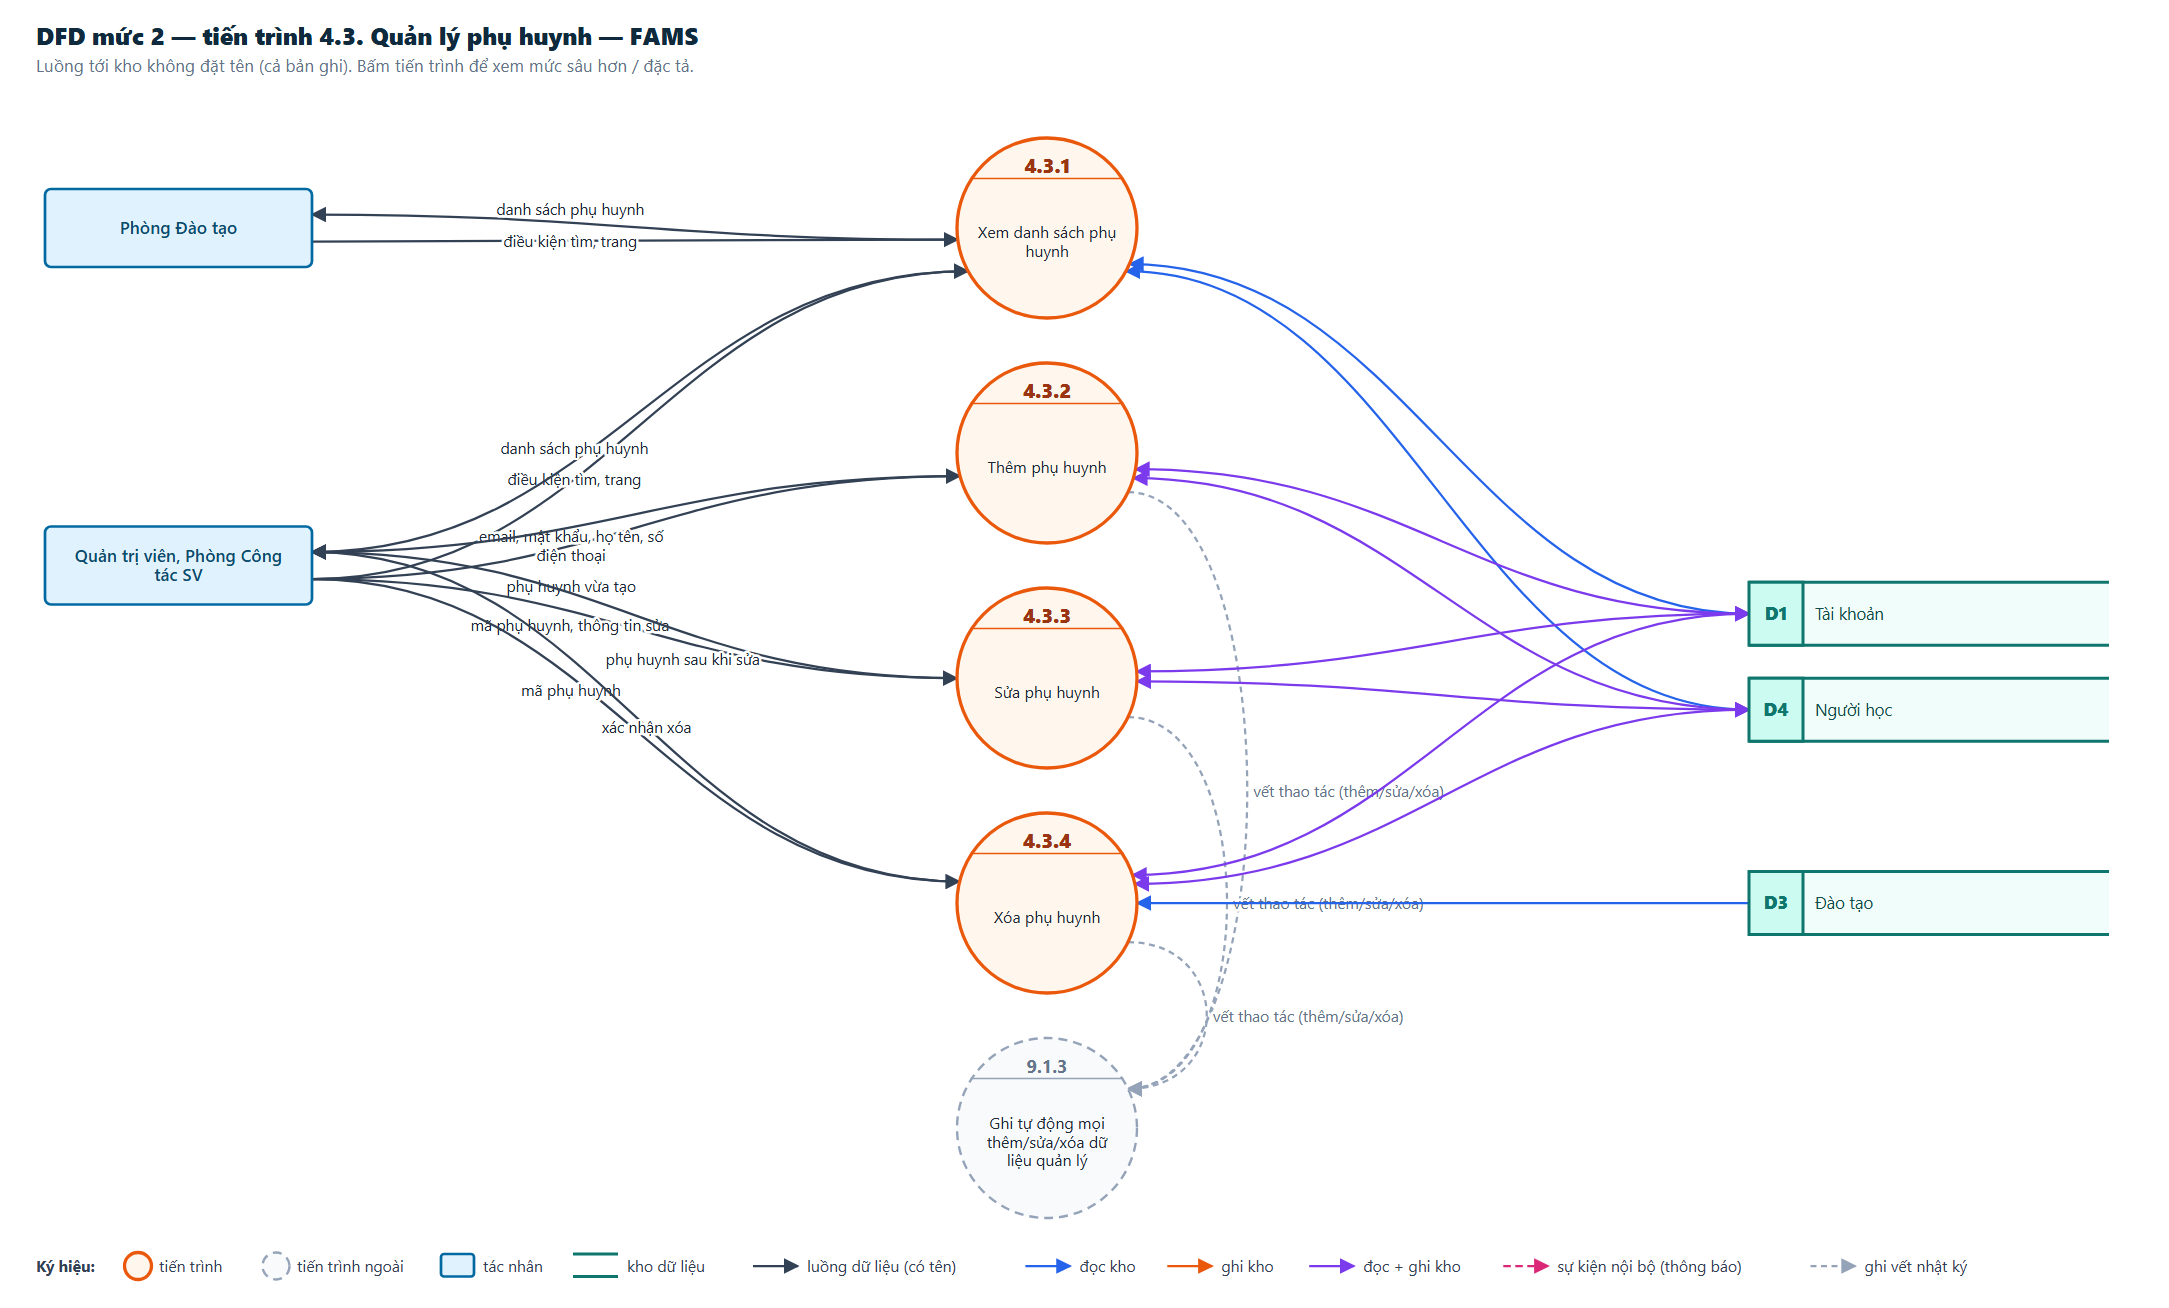 DFD mức 2 — tiến trình 4.3. Quản lý phụ huynh — FAMS
Luồng tới kho không đặt tên (cả bản ghi). Bấm tiến trình để xem mức sâu hơn / đặc tả.
4.3.1
Xem danh sách phụ
huynh
Phòng Đào tạo
danh sách phụ huynh
điều kiện tìm, trang
4.3.2
Thêm phụ huynh
danh sách phụ huynh
điều kiện tìm, trang
Quản trị viên, Phòng Công
tác SV
email, mật khẩu, họ tên, số
điện thoại
phụ huynh vừa tạo
mã phụ huynh, thông tin sửa
phụ huynh sau khi sửa
mã phụ huynh
xác nhận xóa
4.3.3
Sửa phụ huynh
D1
Tài khoản
D4
Người học
vết thao tác (thêm/sửa/xóa)
4.3.4
Xóa phụ huynh
vết thao tác (thêm/sửa/xóa)
D3
Đào tạo
vết thao tác (thêm/sửa/xóa)
9.1.3
Ghi tự động mọi
thêm/sửa/xóa dữ
liệu quản lý
Ký hiệu:
tiến trình
tiến trình ngoài
tác nhân
kho dữ liệu
luồng dữ liệu (có tên)
đọc kho
ghi kho
đọc + ghi kho
sự kiện nội bộ (thông báo)
ghi vết nhật ký